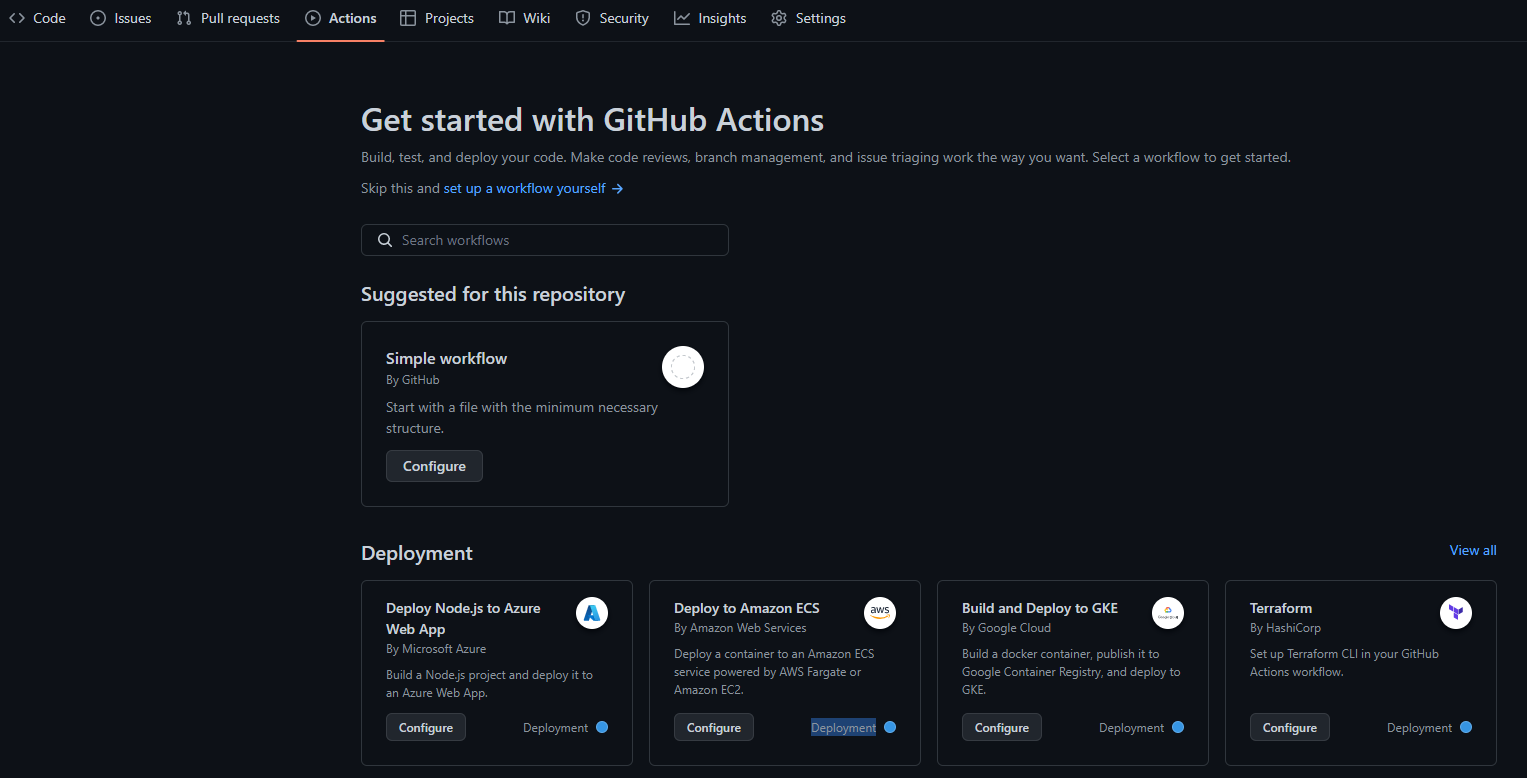 Code Issues Pull requests Actions Projects Wiki Security Insights Settings
Get started with GitHub Actions
Build, test, and deploy your code. Make code reviews, branch management, and issue triaging work the way you want. Select a workflow to get started.
Skip this and set up a workflow yourself →
Search workflows
Suggested for this repository
Simple workflow
By GitHub
Start with a file with the minimum necessary
structure.
Configure
Deployment
View all
Deploy Node.js to Azure
Web App
By Microsoft Azure
Build a Node.js project and deploy it to
an Azure Web App.
Configure
Deployment
Deploy to Amazon ECS
aws
By Amazon Web Services
Deploy a container to an Amazon ECS
service powered by AWS Fargate or
Amazon EC2.
Configure
Deployment
Build and Deploy to GKE
By Google Cloud
Build a docker container, publish it to
Google Container Registry, and deploy to
GKE.
Configure
Deployment
Terraform
By HashiCorp
Set up Terraform CLI in your GitHub
Actions workflow.
Configure
Deployment